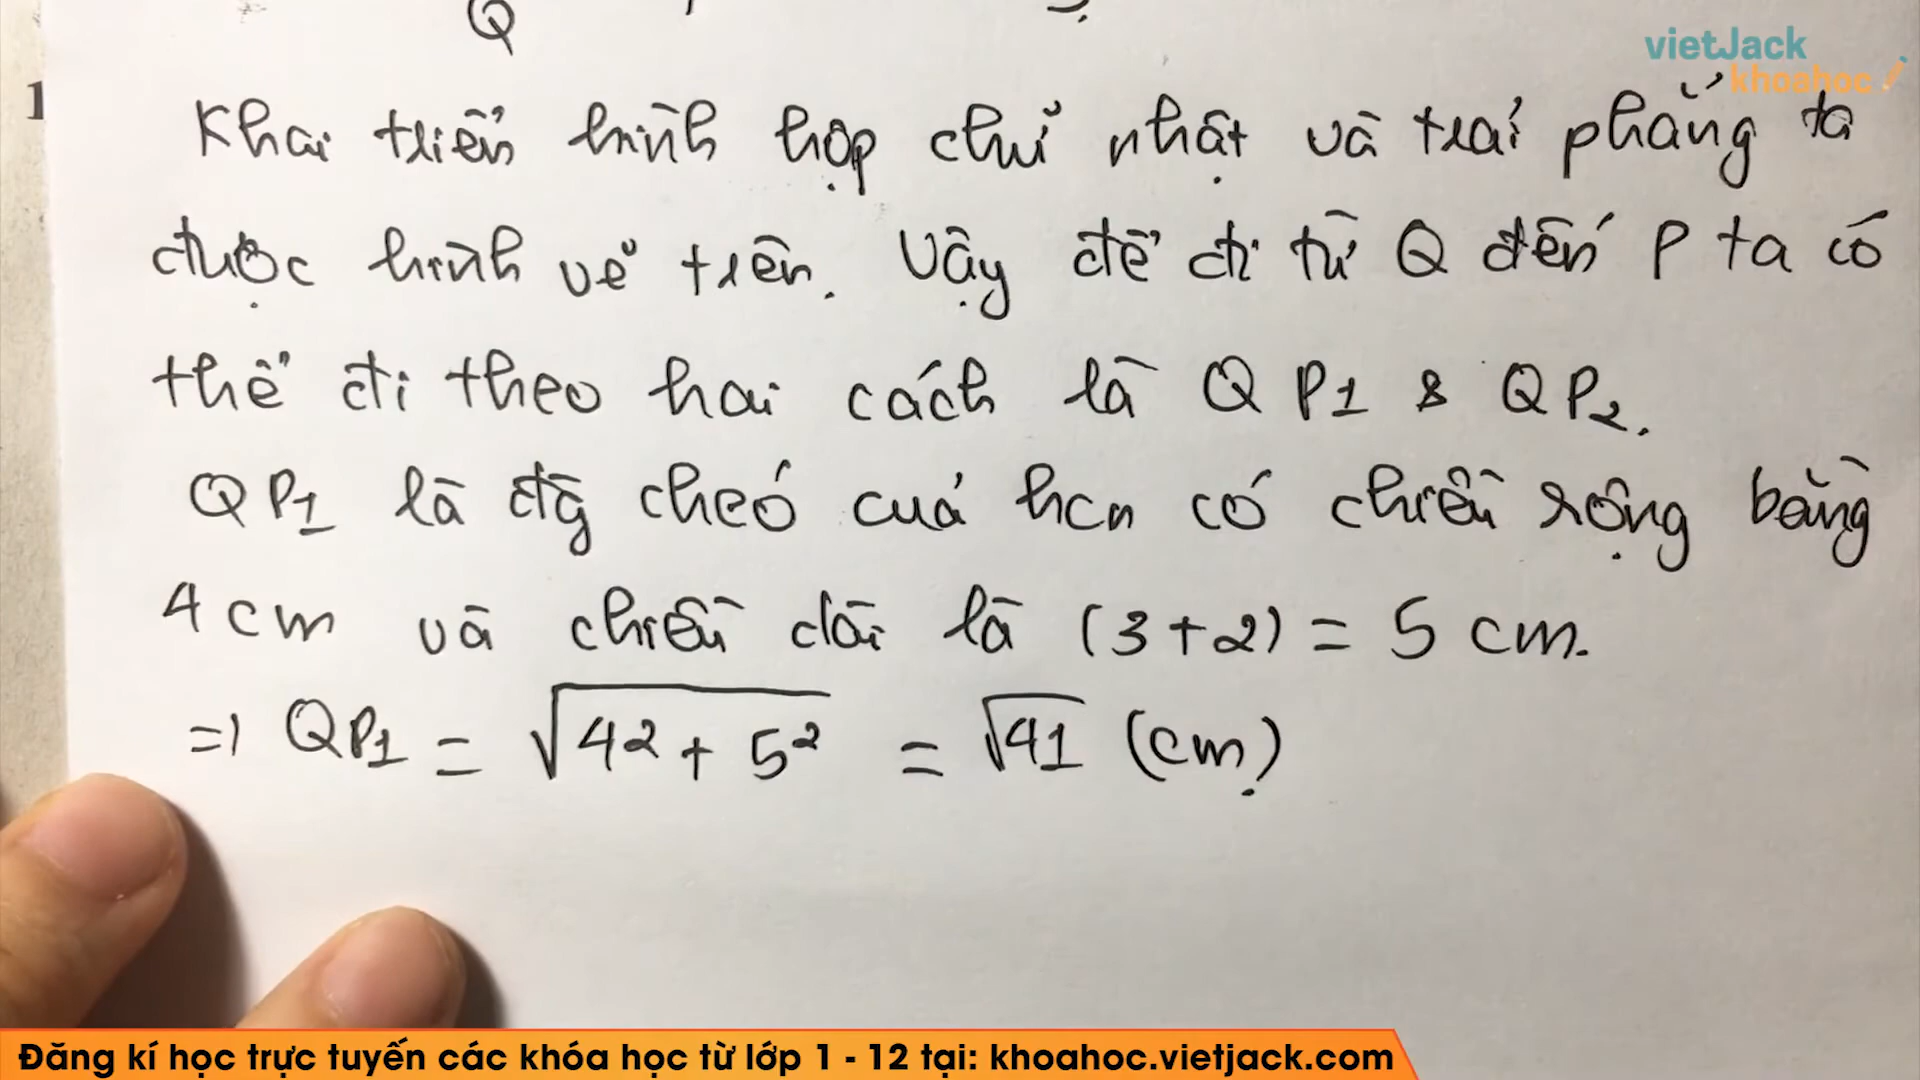 Q
vietJack
khoahoc
1
Khai triển hình hộp chữ nhật và trải phẳng ta
được hình vẽ trên. Vậy để đi từ Q đến P ta có
thể đi theo hai cách là QP1 & QP2.
QP1 là đg chéo của hcn có chiều rộng bằng
4 cm và chiều dài là (3+2) = 5 cm.
=> QP1 = √(4² + 5²) = √41 (cm)
Đăng kí học trực tuyến các khóa học từ lớp 1 - 12 tại: khoahoc.vietjack.com